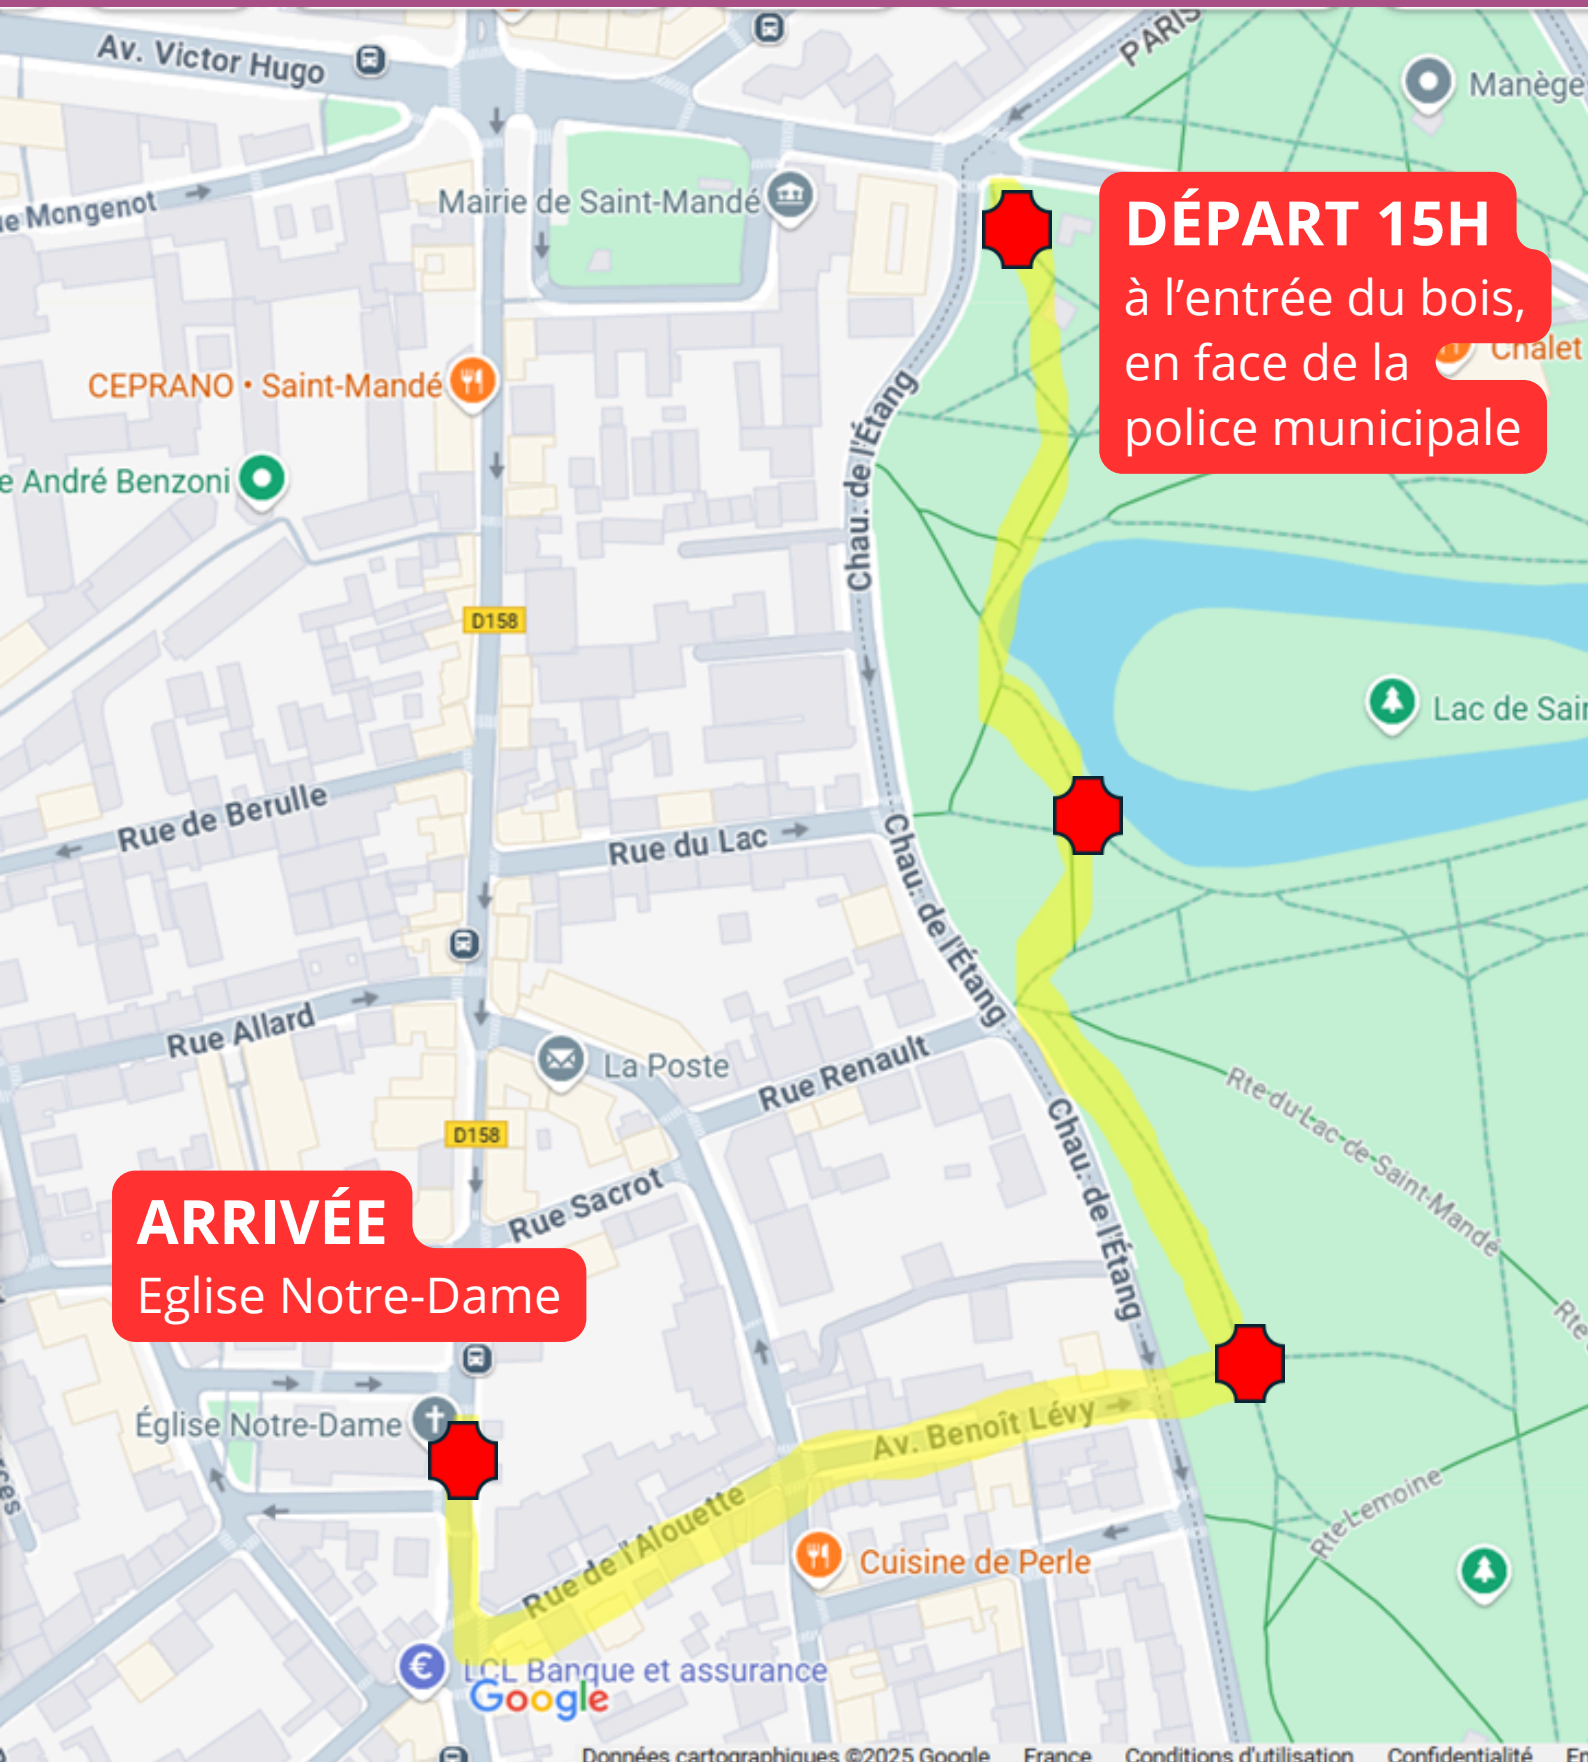 PARIS
Av. Victor Hugo
Manège
Mairie de Saint-Mandé
DÉPART 15H
à l'entrée du bois,
en face de la
police municipale
Chalet
CEPRANO • Saint-Mandé
Chau. de l'Étang
e André Benzoni
D158
Lac de Sain
Rue de Berulle
Rue du Lac
Chau. de l'Étang
Rue Allard
La Poste
Rue Renault
Rte du Lac de Saint-Mandé
D158
Chau. de l'Étang
Rue Sacrot
ARRIVÉE
Eglise Notre-Dame
Rte
Église Notre-Dame
Av. Benoît Lévy
Rue de l'Alouette
Rte Lemoine
Cuisine de Perle
LCL Banque et assurance
Google
Données cartographiques ©2025 Google France Conditions d'utilisation Confidentialité